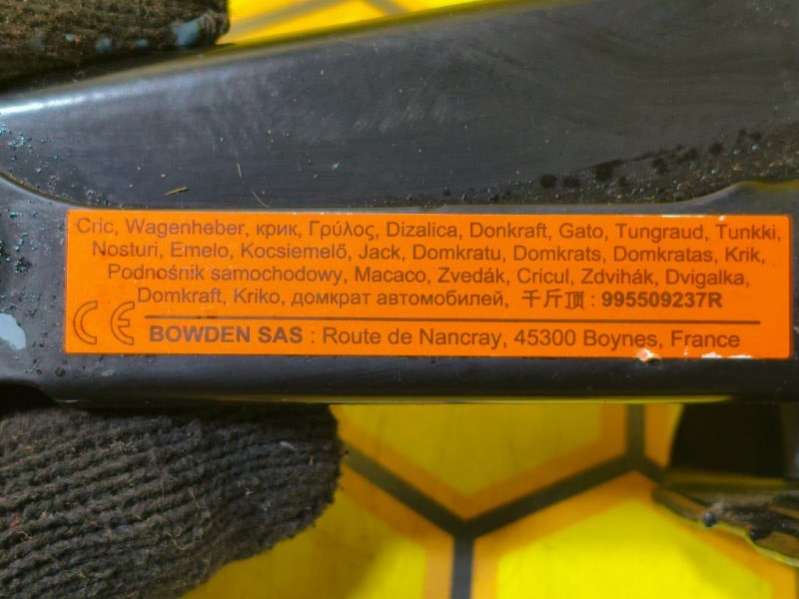 Cric, Wagenheber, крик, Γρύλος, Dizalica, Donkraft, Gato, Tungraud, Tunkki,
Nosturi, Emelo, Kocsiemelő, Jack, Domkratu, Domkrats, Domkratas, Krik,
Podnośnik samochodowy, Macaco, Zvedák, Cricul, Zdvihák, Dvigalka,
Domkraft, Kriko, домкрат автомобилей, 千斤顶 : 995509237R
CE BOWDEN SAS : Route de Nancray, 45300 Boynes, France